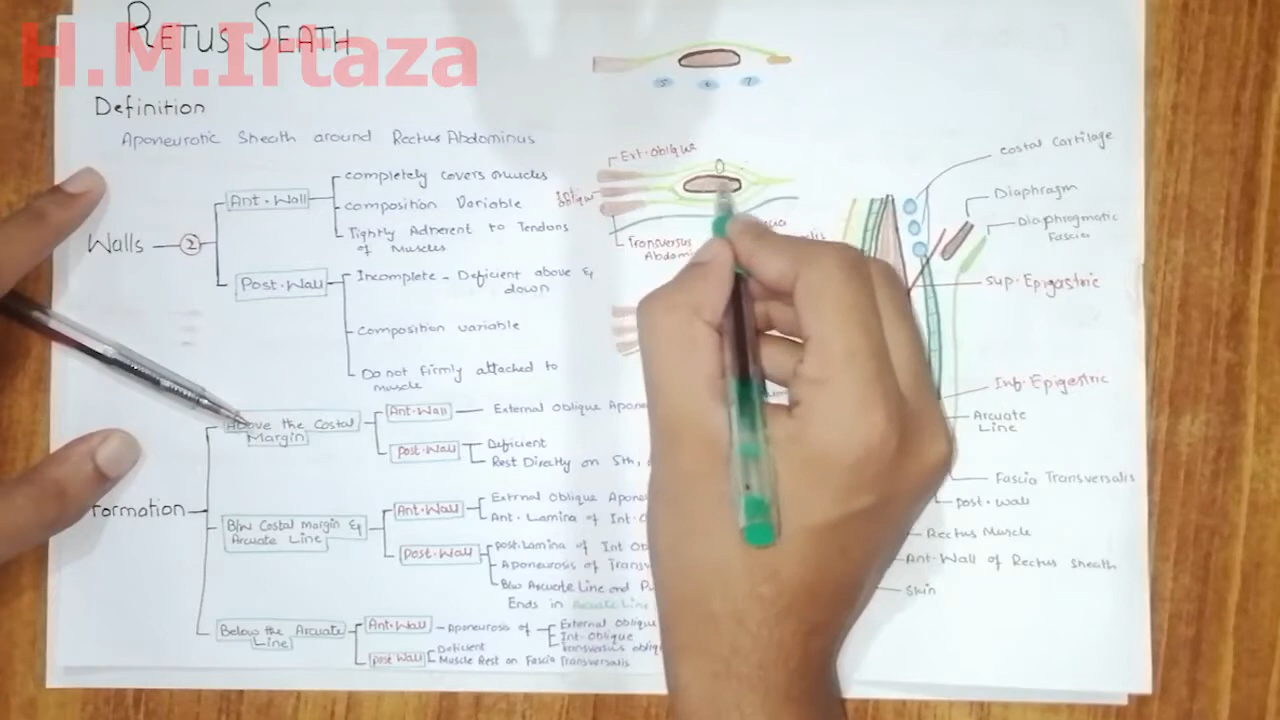 RETUS SEATH
H.M.Irtaza
Definition
Aponeurotic Sheath around Rectus Abdominus
Walls
2
Ant. Wall
completely covers muscles
composition Variable
Tightly Adherent to Tendons
of Muscles
Post. Wall
Incomplete - Deficient above &
down
Composition variable
Do not firmly attached to
muscle
Formation
Above the Costal
Margin
Ant. Wall
External Oblique Apone
post. Wall
Deficient
Rest Directly on 5th,
B/w Costal Margin &
Arcuate Line
Ant. Wall
Extrnal Oblique Apone
Ant. Lamina of Int. O
Post. Wall
post. Lamina of Int Ob
Aponeurosis of Transv
B/w Arcuate Line and P
Ends in Arcuate Line
Below the Arcuate
Line
Ant. Wall
Aponeurosis of
External Oblique
Int. Oblique
Transversus obliq
post Wall
Deficient
Muscle Rest on Fascia Transversalis
5 6 7
Ext. oblique
Int.
oblique
Transversus
Abdomi
Costal Cartilage
Diaphragm
Diaphragmatic
Fascia
sup. Epigastric
Inf. Epigestric
Arcuate
Line
Fascia Transversalis
post. wall
Rectus Muscle
Ant. Wall of Rectus sheath
Skin